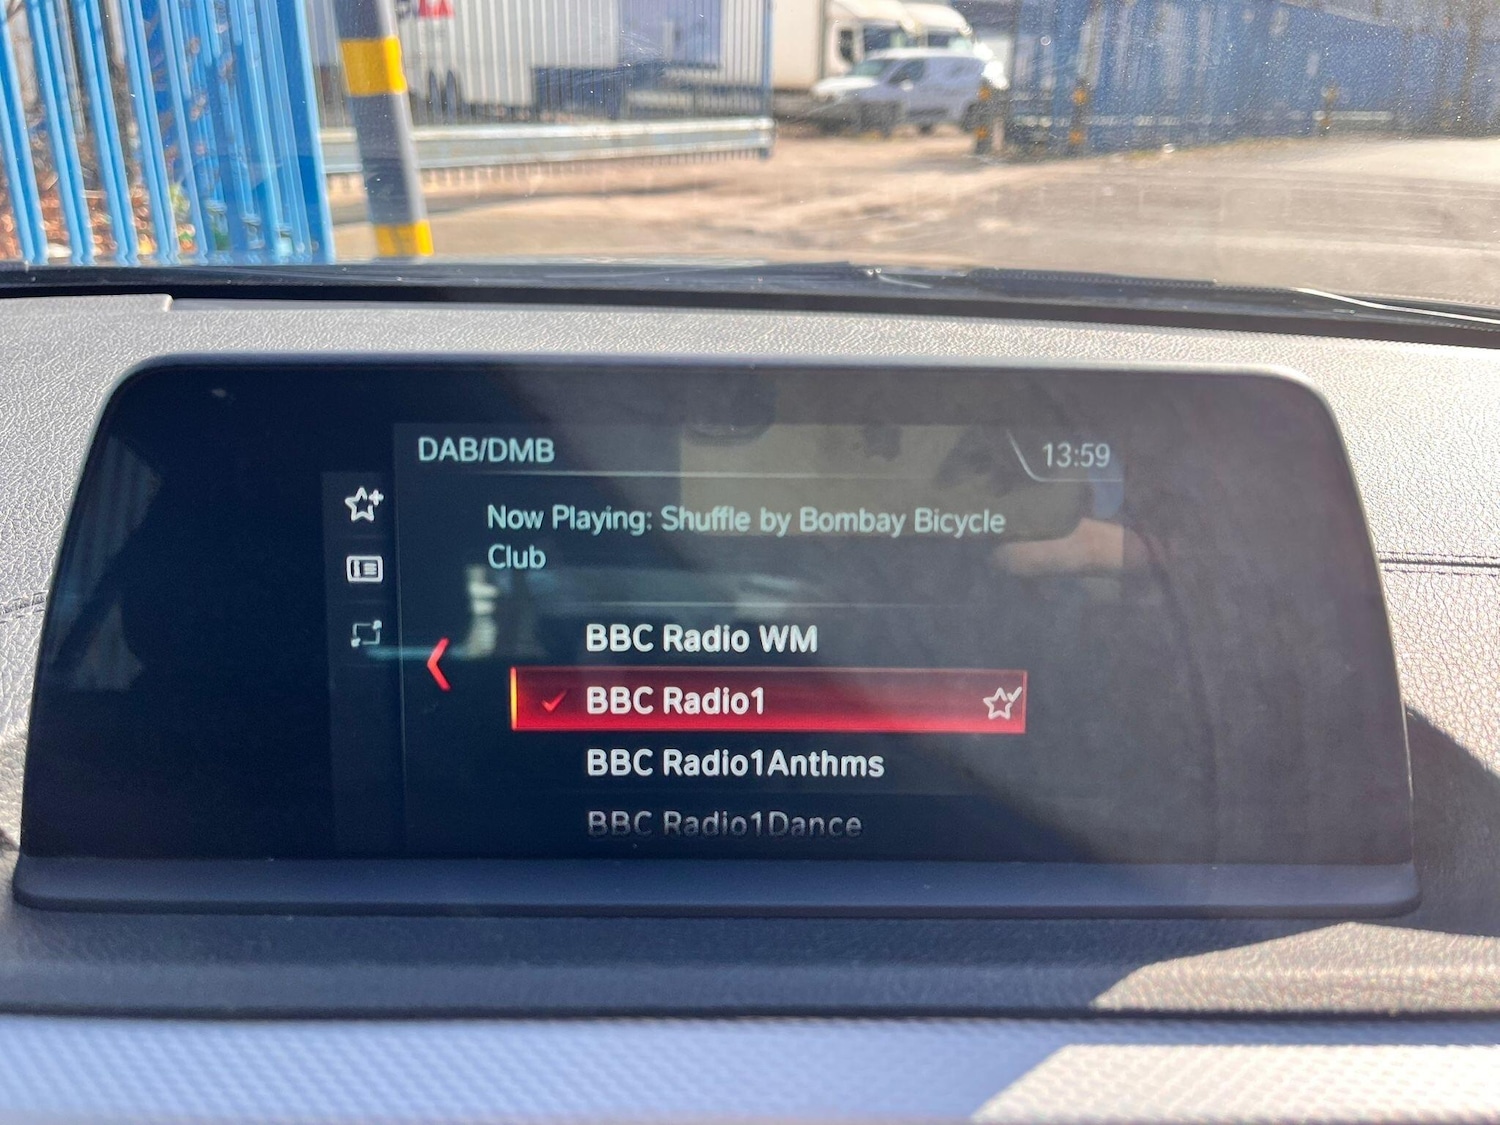 DAB/DMB
13:59
Now Playing: Shuffle by Bombay Bicycle
Club
BBC Radio WM
BBC Radio1
BBC Radio1Anthms
BBC Radio1Dance